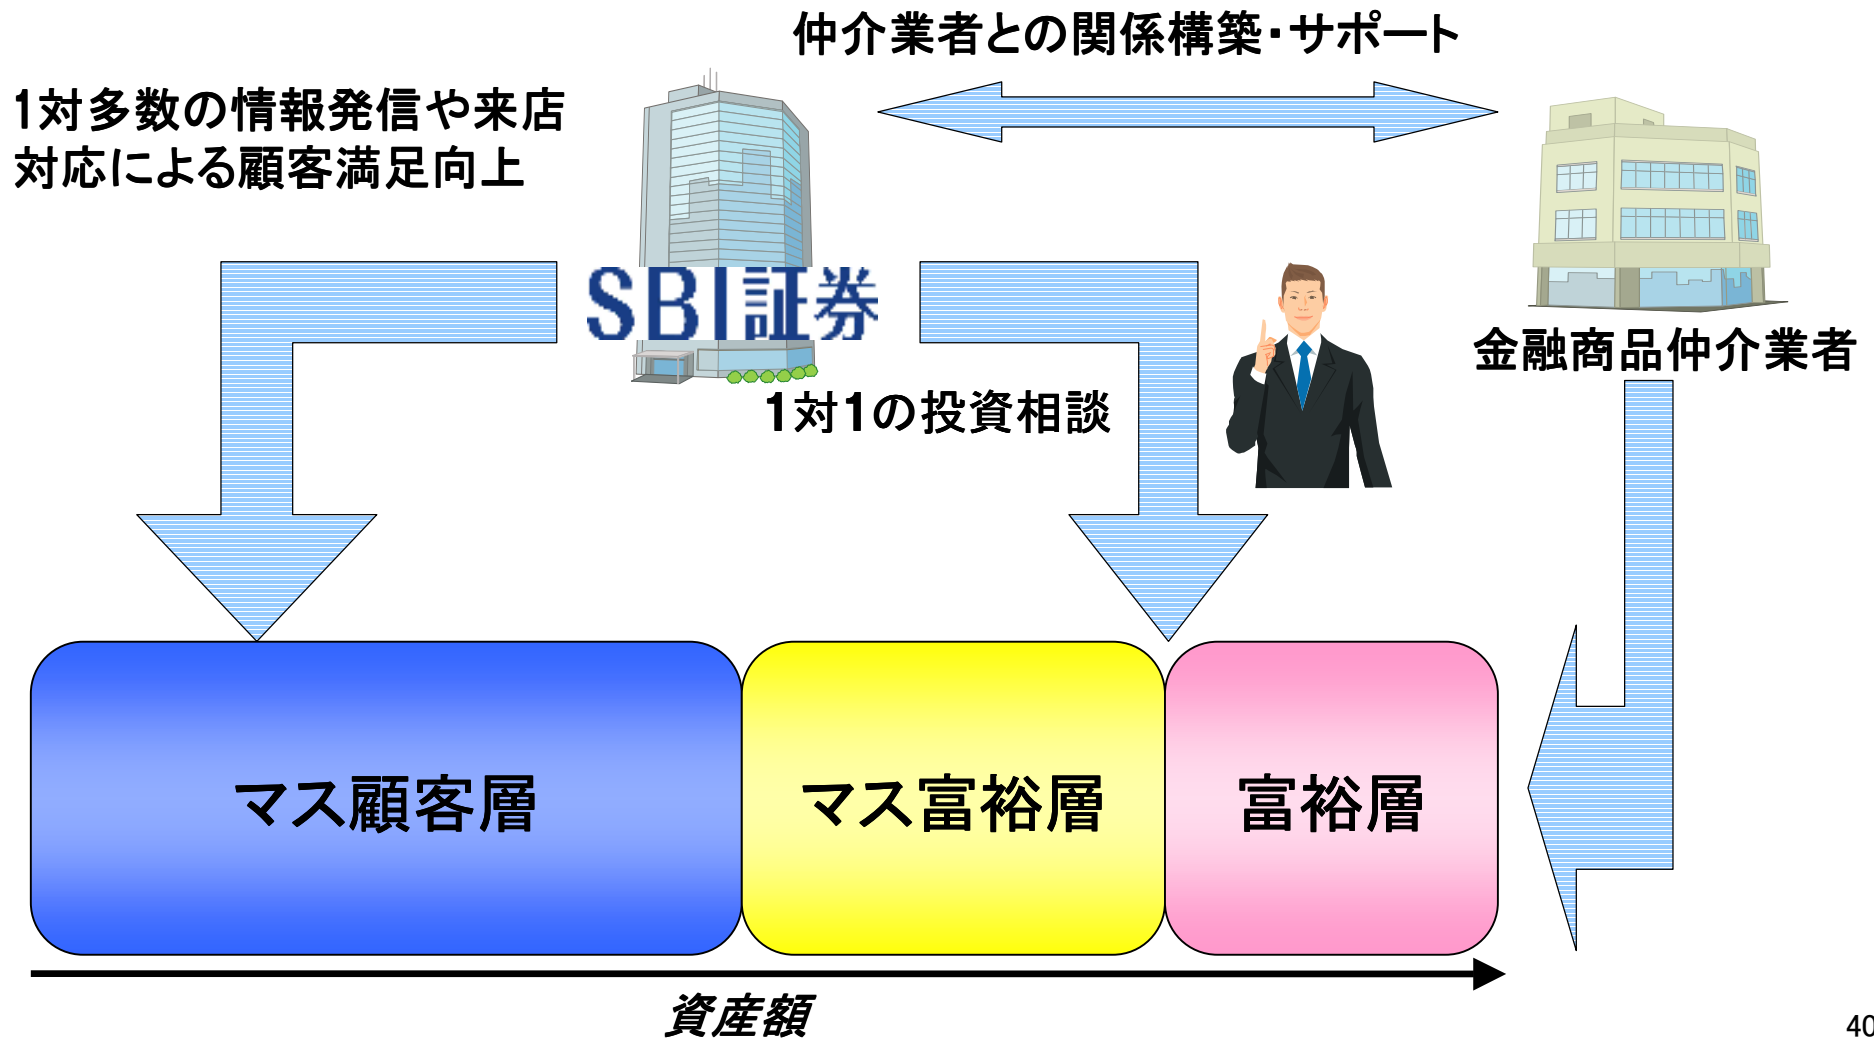 仲介業者との関係構築・サポート
1対多数の情報発信や来店
対応による顧客満足向上
SBI証券
金融商品仲介業者
1対1の投資相談
マス顧客層
マス富裕層
富裕層
資産額
40